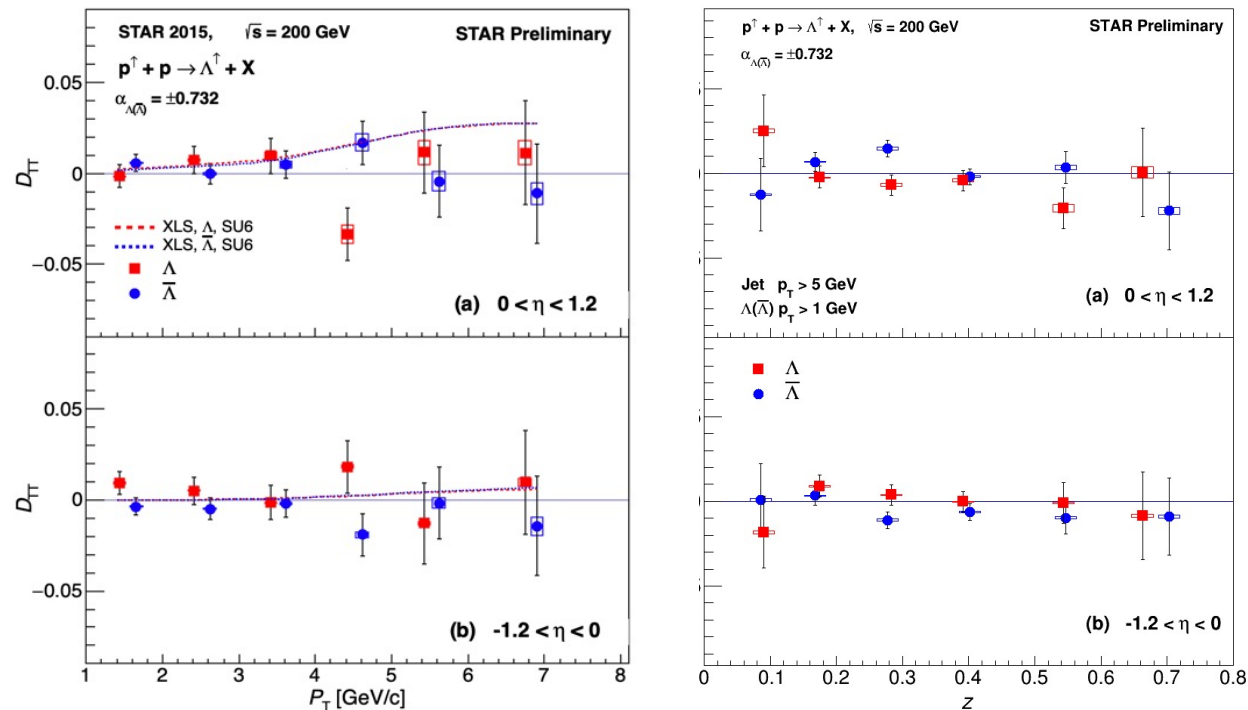 STAR 2015, √s = 200 GeV STAR Preliminary
p↑ + p → Λ↑ + X
α_Λ(Λ̅) = ±0.732
0.05
0
−0.05
D_TT
XLS, Λ, SU6
XLS, Λ̅, SU6
Λ
Λ̅
(a) 0 < η < 1.2
0.05
0
−0.05
D_TT
(b) -1.2 < η < 0
1 2 3 4 5 6 7 8
P_T [GeV/c]
p↑ + p → Λ↑ + X, √s = 200 GeV STAR Preliminary
α_Λ(Λ̅) = ±0.732
Jet p_T > 5 GeV
Λ(Λ̅) p_T > 1 GeV
(a) 0 < η < 1.2
Λ
Λ̅
(b) -1.2 < η < 0
0 0.1 0.2 0.3 0.4 0.5 0.6 0.7 0.8
z